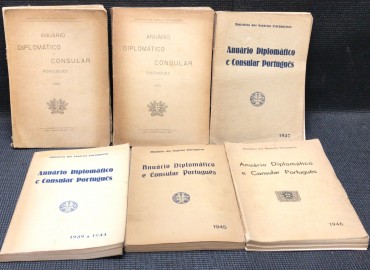 ANUÁRIO
DIPLOMÁTICO
E
CONSULAR
PORTUGUÊS
ANUÁRIO
DIPLOMÁTICO
E
CONSULAR
PORTUGUÊS
Ministério dos Negócios Estrangeiros
Anuário Diplomático
e Consular Português
1937
Ministério dos Negócios Estrangeiros
Anuário Diplomático
e Consular Português
Ministério dos Negócios Estrangeiros
Anuário Diplomático
e Consular Português
1945
Ministério dos Negócios Estrangeiros
Anuário Diplomático
e Consular Português
1946